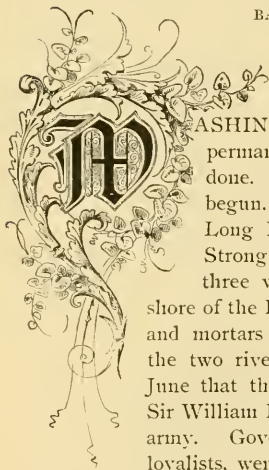 BA
WASHIN
perman
done.
begun.
Long
Strong
three v
shore of the
and mortars
the two rive
June that th
Sir William
army. Gov
loyalists, wer